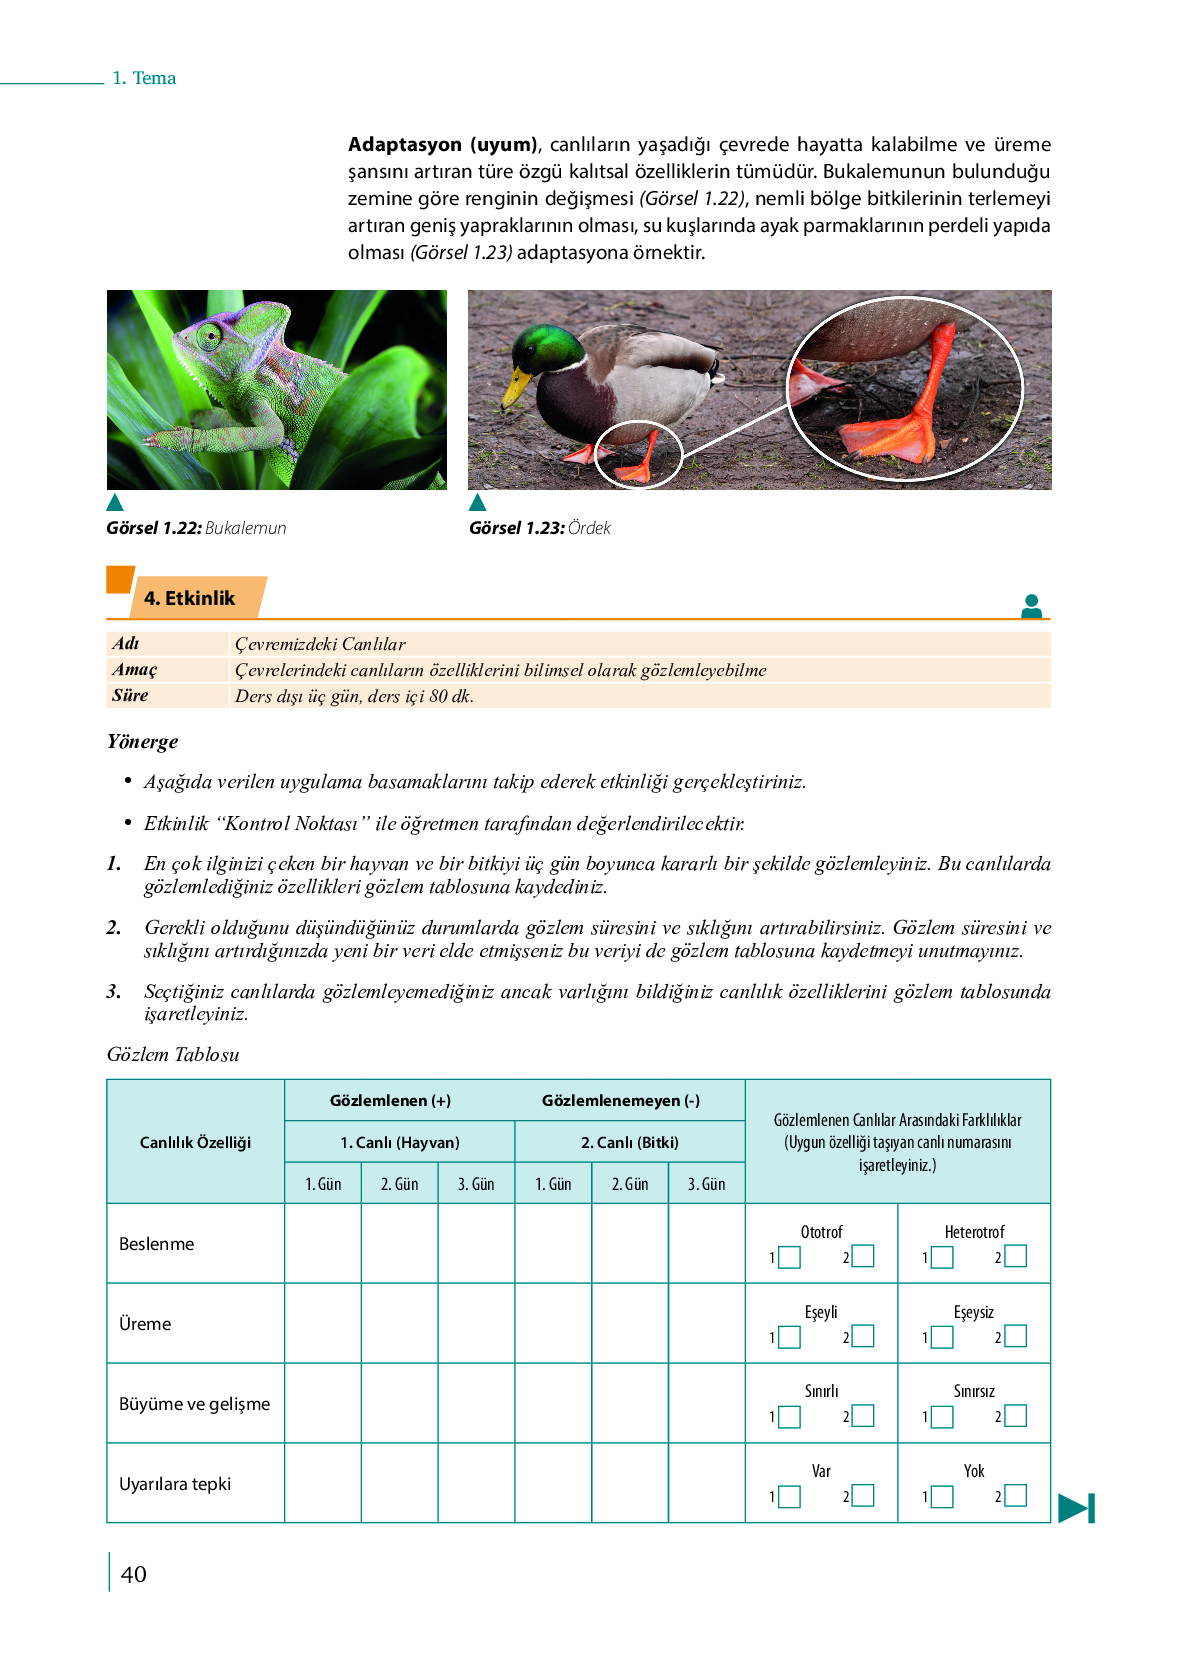 1. Tema
Adaptasyon (uyum), canlıların yaşadığı çevrede hayatta kalabilme ve üreme
şansını artıran türe özgü kalıtsal özelliklerin tümüdür. Bukalemunun bulunduğu
zemine göre renginin değişmesi (Görsel 1.22), nemli bölge bitkilerinin terlemeyi
artıran geniş yapraklarının olması, su kuşlarında ayak parmaklarının perdeli yapıda
olması (Görsel 1.23) adaptasyona örnektir.
Görsel 1.22: Bukalemun
Görsel 1.23: Ördek
4. Etkinlik
Adı Çevremizdeki Canlılar
Amaç Çevrelerindeki canlıların özelliklerini bilimsel olarak gözlemleyebilme
Süre Ders dışı üç gün, ders içi 80 dk.
Yönerge
• Aşağıda verilen uygulama basamaklarını takip ederek etkinliği gerçekleştiriniz.
• Etkinlik “Kontrol Noktası” ile öğretmen tarafından değerlendirilecektir.
1. En çok ilginizi çeken bir hayvan ve bir bitkiyi üç gün boyunca kararlı bir şekilde gözlemleyiniz. Bu canlılarda
gözlemlediğiniz özellikleri gözlem tablosuna kaydediniz.
2. Gerekli olduğunu düşündüğünüz durumlarda gözlem süresini ve sıklığını artırabilirsiniz. Gözlem süresini ve
sıklığını artırdığınızda yeni bir veri elde etmişseniz bu veriyi de gözlem tablosuna kaydetmeyi unutmayınız.
3. Seçtiğiniz canlılarda gözlemleyemediğiniz ancak varlığını bildiğiniz canlılık özelliklerini gözlem tablosunda
işaretleyiniz.
Gözlem Tablosu
Canlılık Özelliği
Gözlemlenen (+) Gözlemlenemeyen (-)
1. Canlı (Hayvan) 2. Canlı (Bitki)
1. Gün 2. Gün 3. Gün 1. Gün 2. Gün 3. Gün
Gözlemlenen Canlılar Arasındaki Farklılıklar
(Uygun özelliği taşıyan canlı numarasını
işaretleyiniz.)
Beslenme
Ototrof Heterotrof
1 2 1 2
Üreme
Eşeyli Eşeysiz
1 2 1 2
Büyüme ve gelişme
Sınırlı Sınırsız
1 2 1 2
Uyarılara tepki
Var Yok
1 2 1 2
40